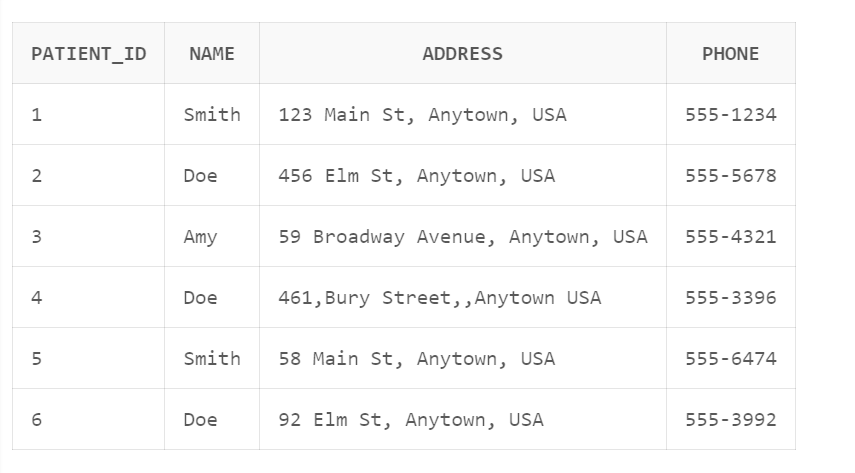 PATIENT_ID NAME ADDRESS PHONE
1 Smith 123 Main St, Anytown, USA 555-1234
2 Doe 456 Elm St, Anytown, USA 555-5678
3 Amy 59 Broadway Avenue, Anytown, USA 555-4321
4 Doe 461,Bury Street,,Anytown USA 555-3396
5 Smith 58 Main St, Anytown, USA 555-6474
6 Doe 92 Elm St, Anytown, USA 555-3992